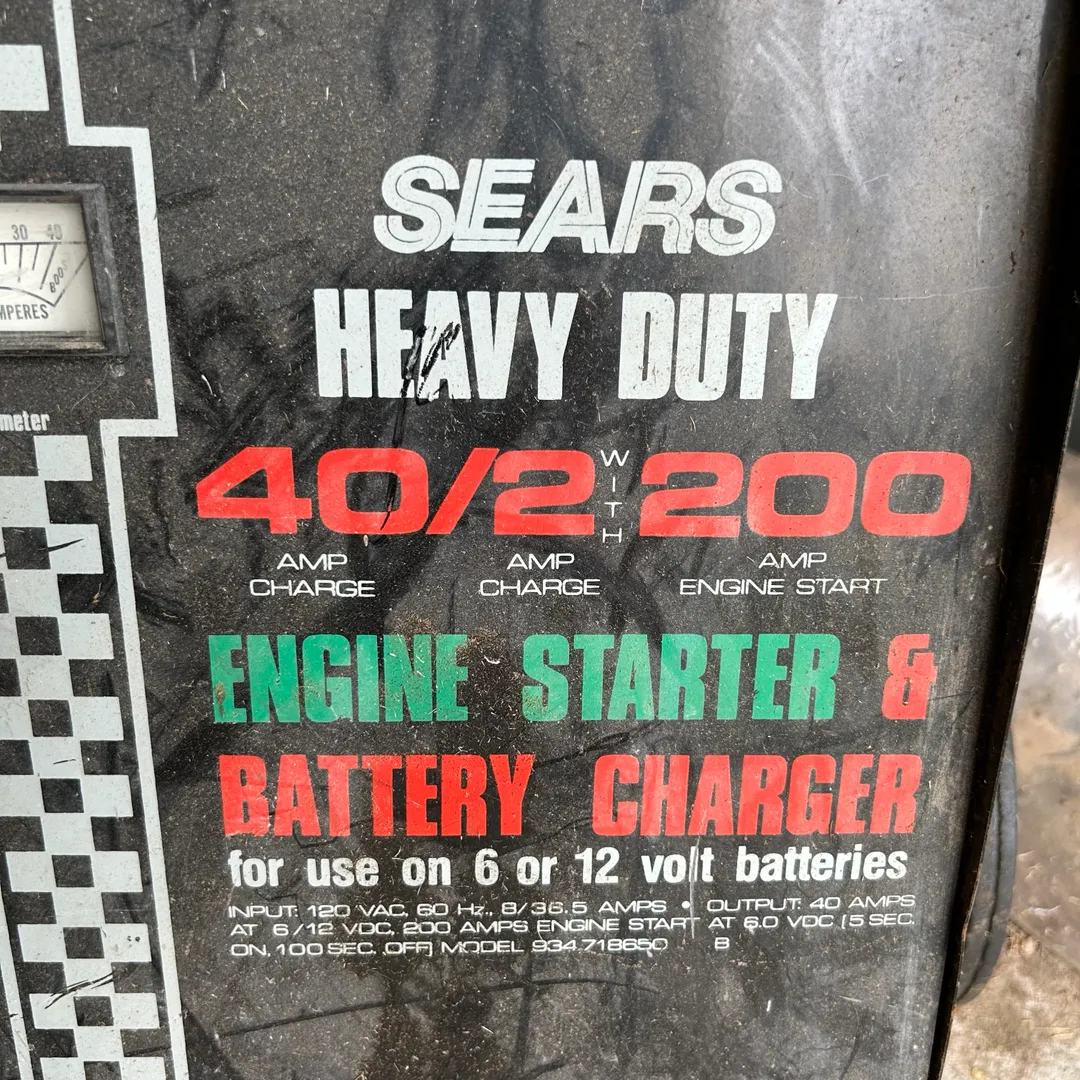 30 40
600
AMPERES
meter
SEARS
HEAVY DUTY
40/2 WITH 200
AMP AMP AMP
CHARGE CHARGE ENGINE START
ENGINE STARTER &
BATTERY CHARGER
for use on 6 or 12 volt batteries
INPUT: 120 VAC, 60 Hz., 8/36.5 AMPS • OUTPUT: 40 AMPS
AT 6/12 VDC, 200 AMPS ENGINE START AT 6.0 VDC (5 SEC.
ON, 100 SEC. OFF) MODEL 934.718650 B